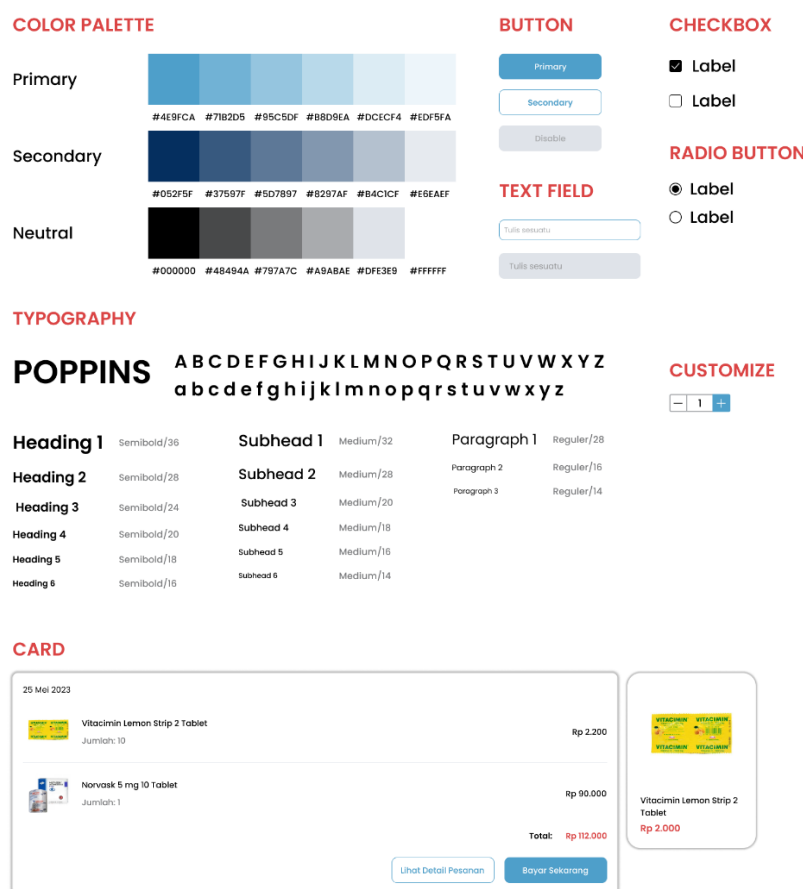 COLOR PALETTE
Primary
#4E9FCA #71B2D5 #95C5DF #B8D9EA #DCECF4 #EDF5FA
Secondary
#052F5F #37597F #5D7897 #8297AF #B4C1CF #E6EAEF
Neutral
#000000 #48494A #797A7C #A9ABAE #DFE3E9 #FFFFFF
BUTTON
Primary
Secondary
Disable
TEXT FIELD
Tulis sesuatu
Tulis sesuatu
CHECKBOX
Label
Label
RADIO BUTTON
Label
Label
TYPOGRAPHY
POPPINS
A B C D E F G H I J K L M N O P Q R S T U V W X Y Z
a b c d e f g h i j k l m n o p q r s t u v w x y z
CUSTOMIZE
− 1 +
Heading 1 Semibold/36
Heading 2 Semibold/28
Heading 3 Semibold/24
Heading 4 Semibold/20
Heading 5 Semibold/18
Heading 6 Semibold/16
Subhead 1 Medium/32
Subhead 2 Medium/28
Subhead 3 Medium/20
Subhead 4 Medium/18
Subhead 5 Medium/16
Subhead 6 Medium/14
Paragraph 1 Reguler/28
Paragraph 2 Reguler/16
Paragraph 3 Reguler/14
CARD
25 Mei 2023
Vitacimin Lemon Strip 2 Tablet
Jumlah: 10
Rp 2.200
Norvask 5 mg 10 Tablet
Jumlah: 1
Rp 90.000
Total: Rp 112.000
Lihat Detail Pesanan
Bayar Sekarang
VITACIMIN VITACIMIN
VITACIMIN VITACIMIN
Vitacimin Lemon Strip 2
Tablet
Rp 2.000